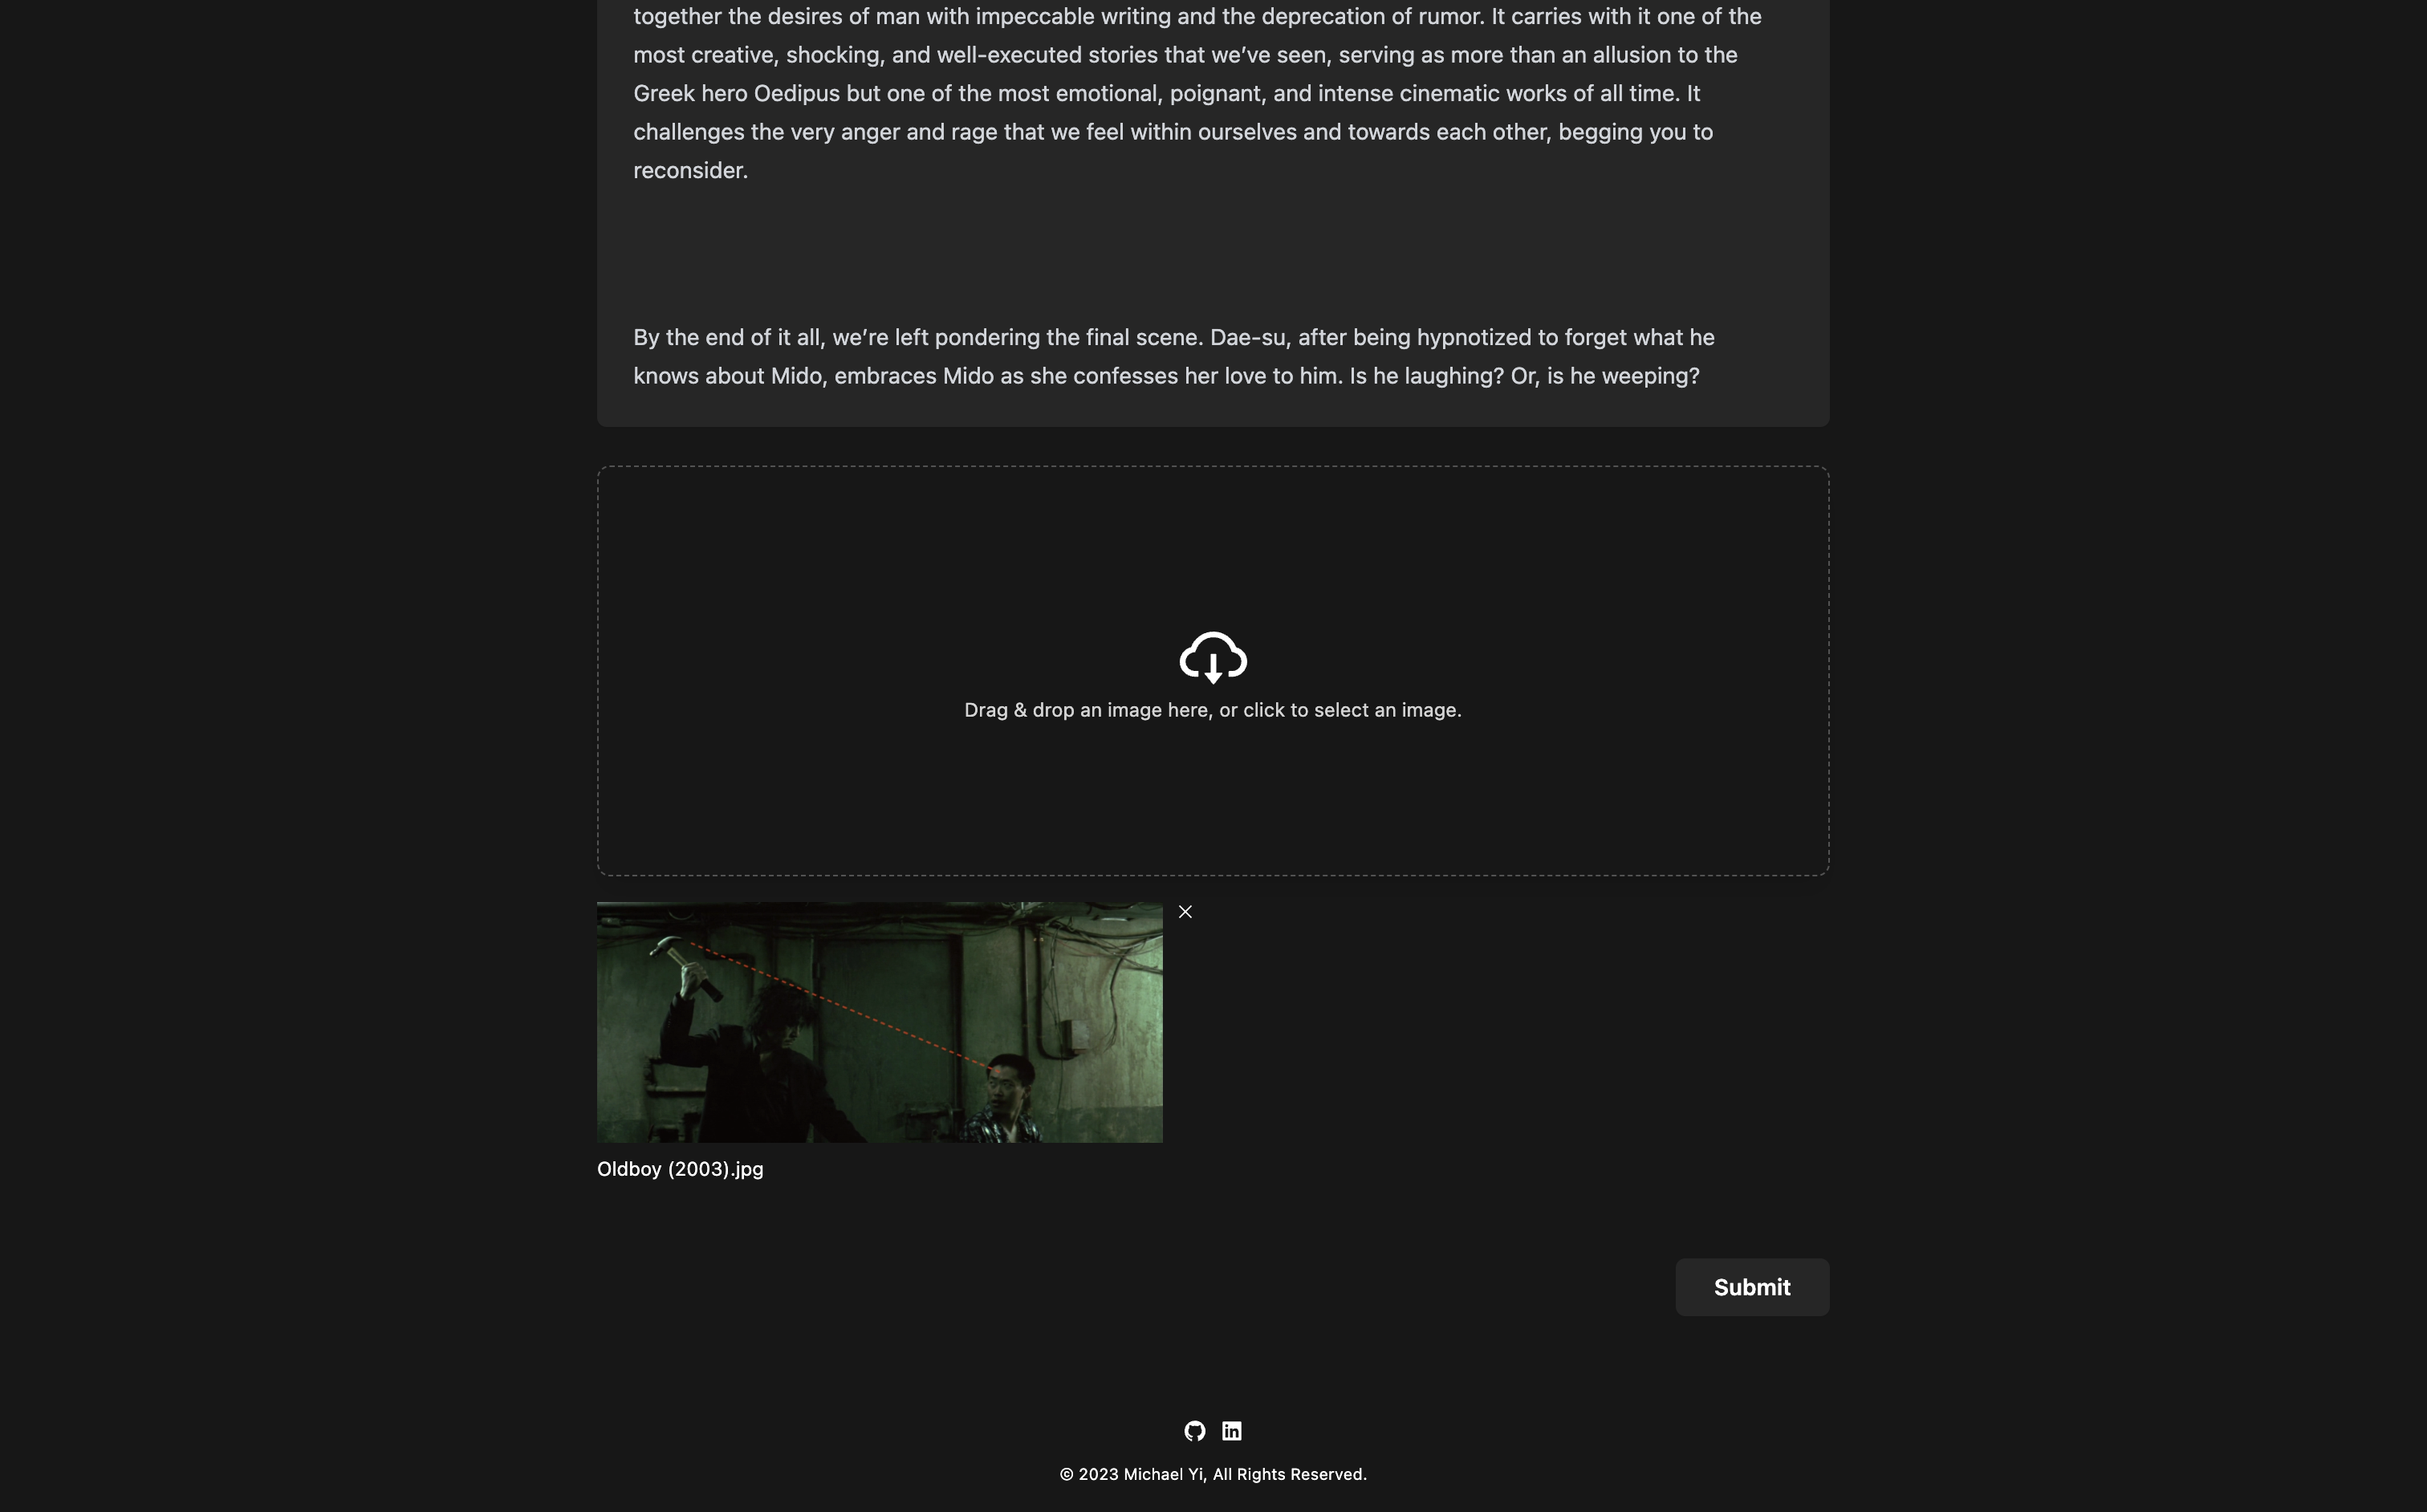 together the desires of man with impeccable writing and the deprecation of rumor. It carries with it one of the
most creative, shocking, and well-executed stories that we’ve seen, serving as more than an allusion to the
Greek hero Oedipus but one of the most emotional, poignant, and intense cinematic works of all time. It
challenges the very anger and rage that we feel within ourselves and towards each other, begging you to
reconsider.
By the end of it all, we’re left pondering the final scene. Dae-su, after being hypnotized to forget what he
knows about Mido, embraces Mido as she confesses her love to him. Is he laughing? Or, is he weeping?
Drag & drop an image here, or click to select an image.
Oldboy (2003).jpg
Submit
in
© 2023 Michael Yi, All Rights Reserved.